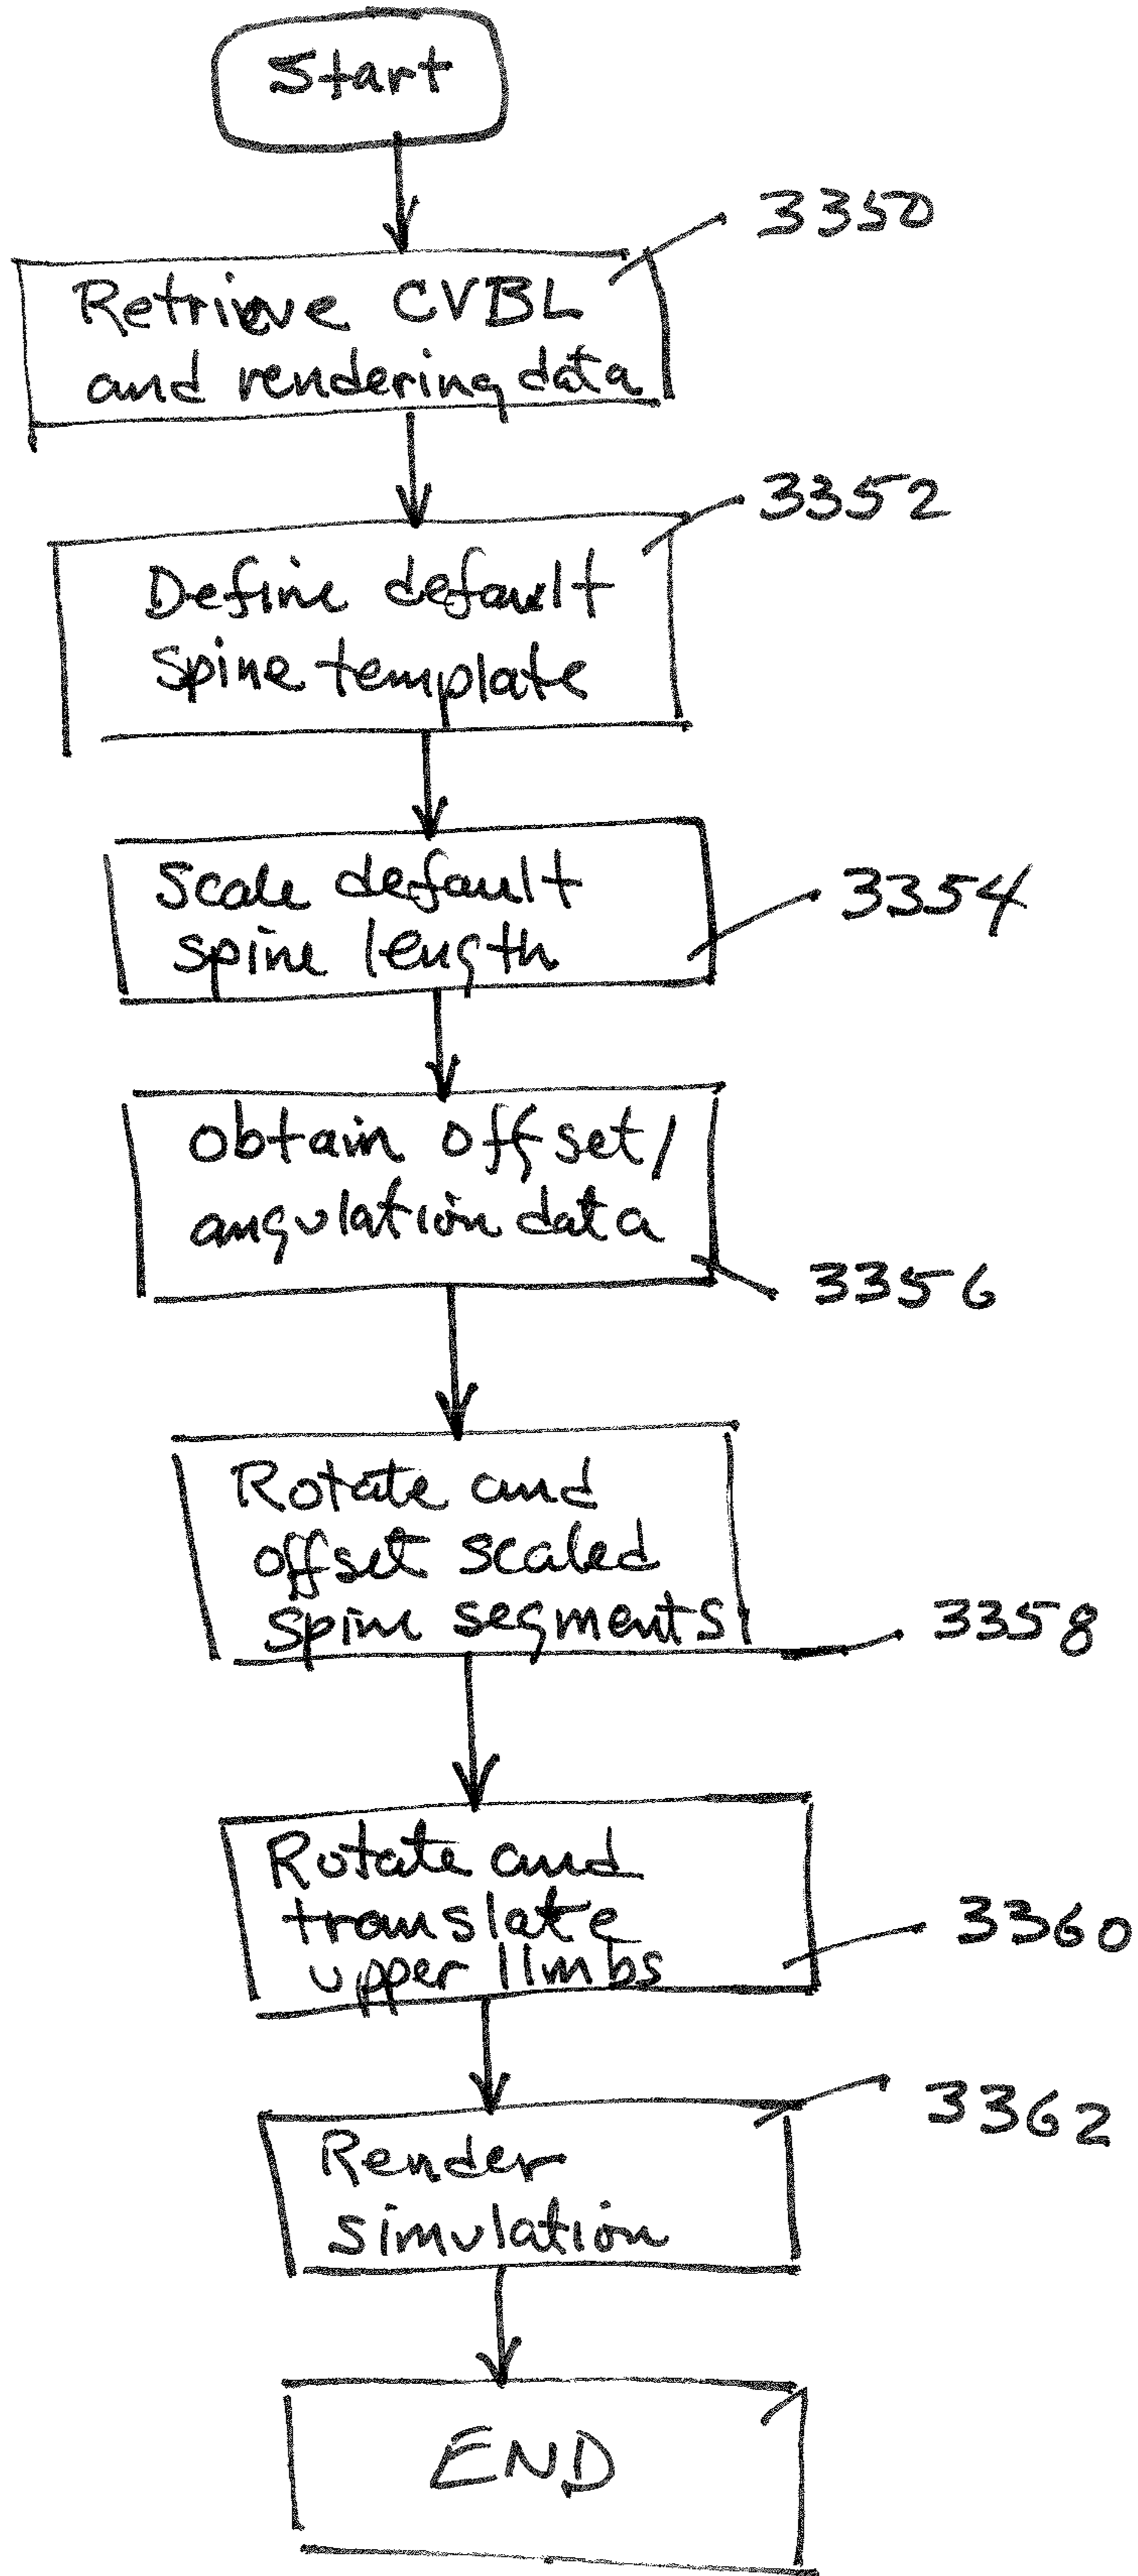 Start
3350
Retrieve CVBL
and rendering data
3352
Define default
spine template
Scale default
spine length
3354
Obtain offset/
angulation data
3356
Rotate and
offset scaled
spine segments
3358
Rotate and
translate
upper limbs
3360
3362
Render
simulation
END